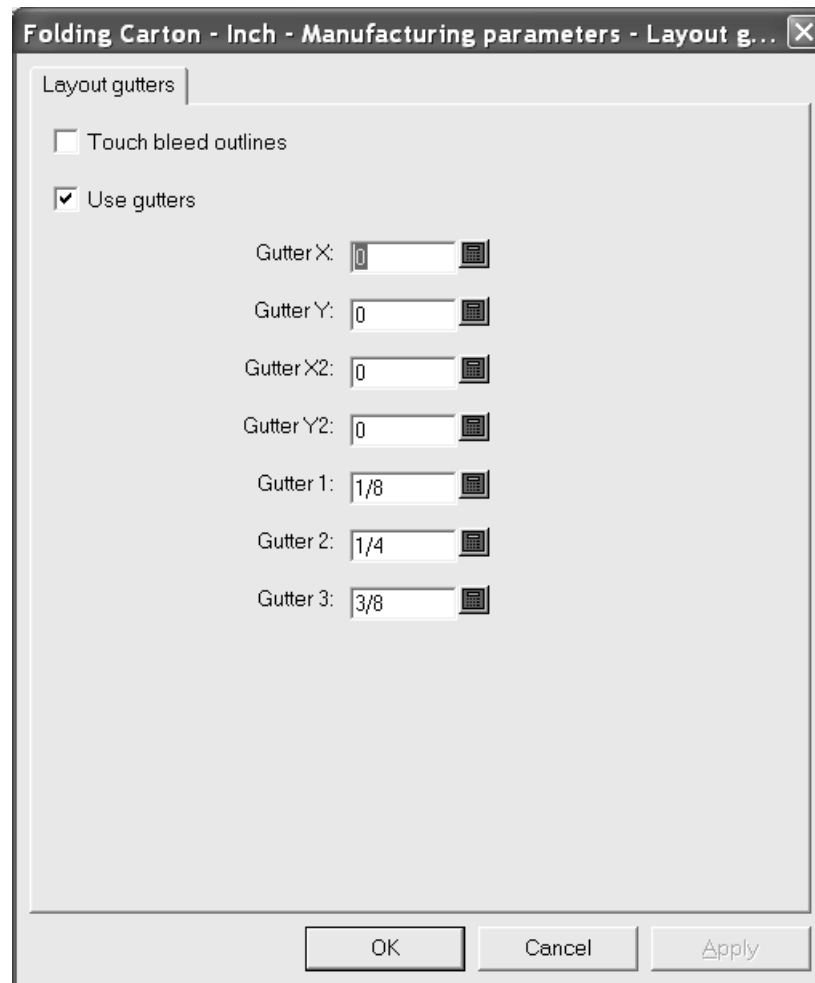 Folding Carton - Inch - Manufacturing parameters - Layout g...
Layout gutters
Touch bleed outlines
Use gutters
Gutter X: 0
Gutter Y: 0
Gutter X2: 0
Gutter Y2: 0
Gutter 1: 1/8
Gutter 2: 1/4
Gutter 3: 3/8
OK Cancel Apply